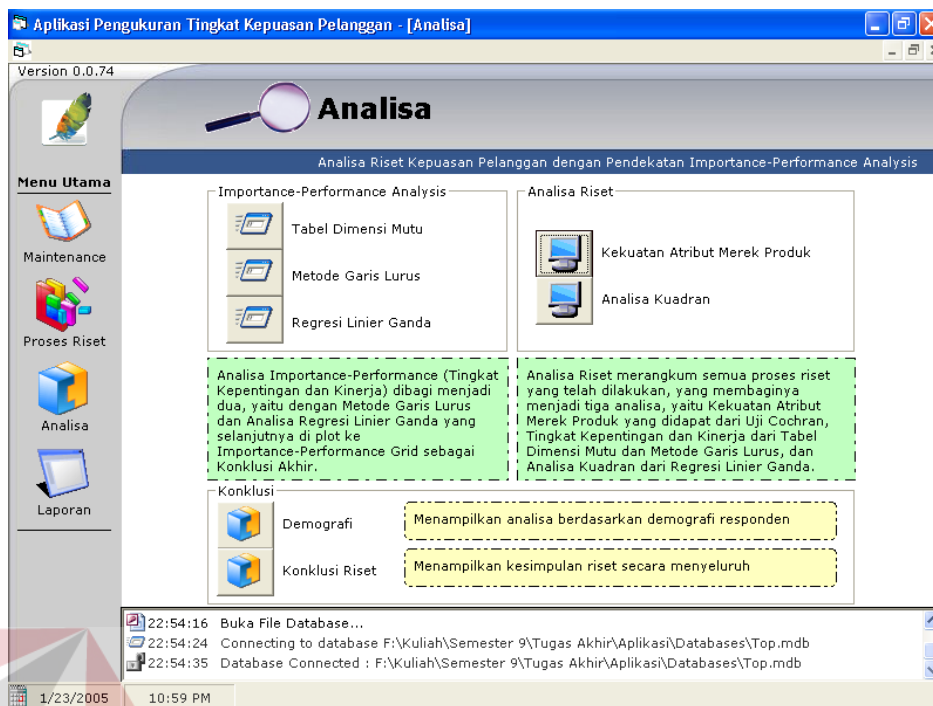 Aplikasi Pengukuran Tingkat Kepuasan Pelanggan - [Analisa]
Version 0.0.74
Analisa
Analisa Riset Kepuasan Pelanggan dengan Pendekatan Importance-Performance Analysis
Menu Utama
Maintenance
Proses Riset
Analisa
Laporan
Importance-Performance Analysis
Tabel Dimensi Mutu
Metode Garis Lurus
Regresi Linier Ganda
Analisa Riset
Kekuatan Atribut Merek Produk
Analisa Kuadran
Analisa Importance-Performance (Tingkat
Kepentingan dan Kinerja) dibagi menjadi
dua, yaitu dengan Metode Garis Lurus
dan Analisa Regresi Linier Ganda yang
selanjutnya di plot ke
Importance-Performance Grid sebagai
Konklusi Akhir.
Analisa Riset merangkum semua proses riset
yang telah dilakukan, yang membaginya
menjadi tiga analisa, yaitu Kekuatan Atribut
Merek Produk yang didapat dari Uji Cochran,
Tingkat Kepentingan dan Kinerja dari Tabel
Dimensi Mutu dan Metode Garis Lurus, dan
Analisa Kuadran dari Regresi Linier Ganda.
Konklusi
Demografi
Menampilkan analisa berdasarkan demografi responden
Konklusi Riset
Menampilkan kesimpulan riset secara menyeluruh
22:54:16 Buka File Database...
22:54:24 Connecting to database F:\Kuliah\Semester 9\Tugas Akhir\Aplikasi\Databases\Top.mdb
22:54:35 Database Connected : F:\Kuliah\Semester 9\Tugas Akhir\Aplikasi\Databases\Top.mdb
1/23/2005 10:59 PM